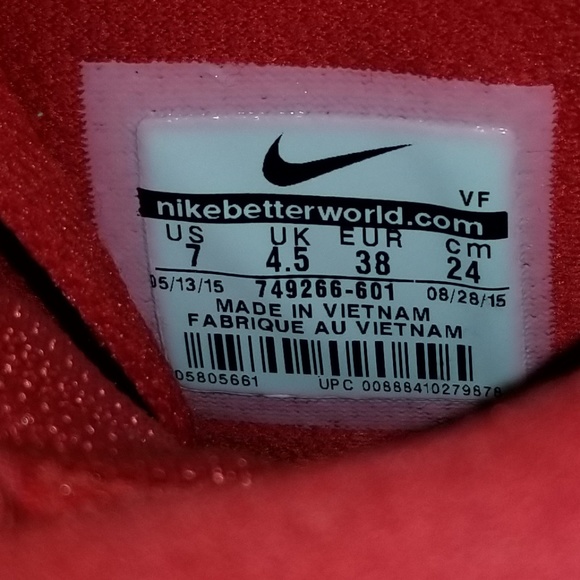 VF
nikebetterworld.com
US UK EUR cm
7 4.5 38 24
05/13/15 749266-601 08/28/15
MADE IN VIETNAM
FABRIQUE AU VIETNAM
05805661 UPC 00888410279878